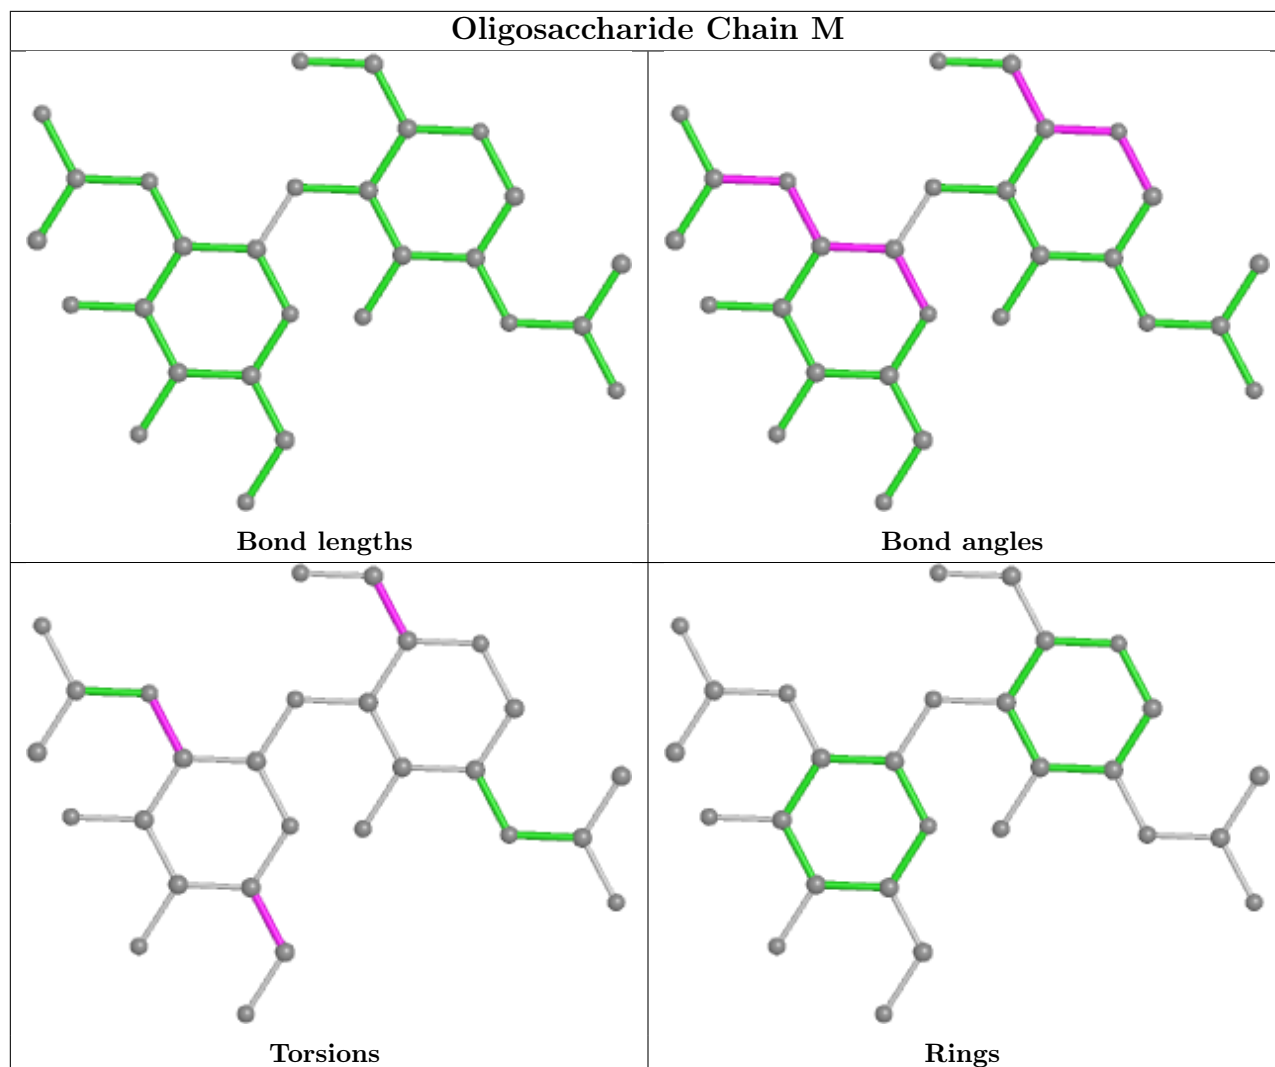 Oligosaccharide Chain M
Bond lengths
Bond angles
Torsions
Rings